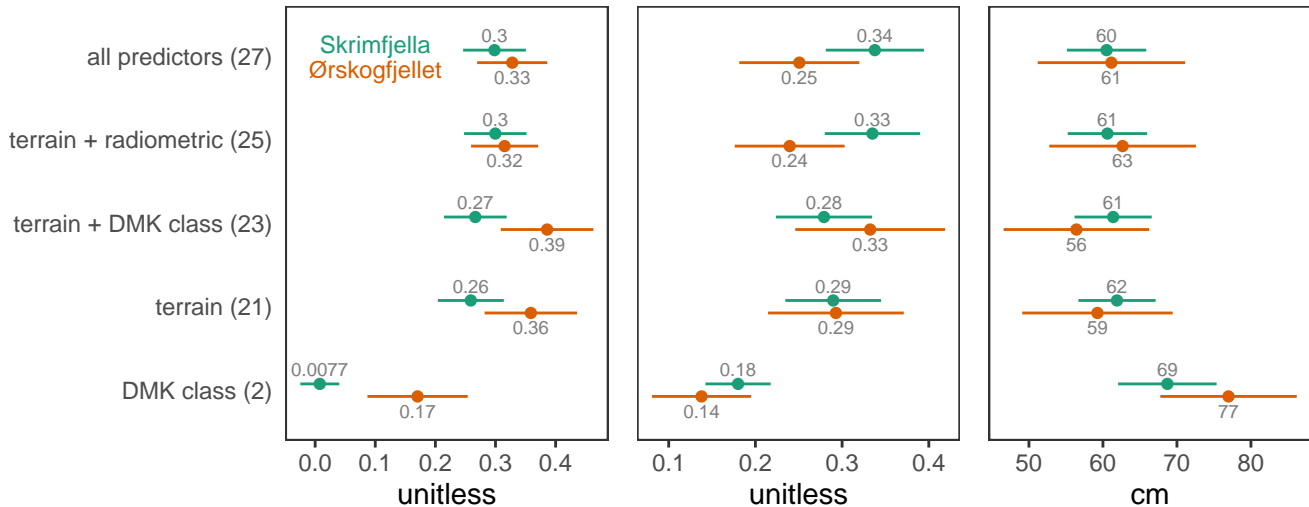 Skrimfjella
Ørskogfjellet
all predictors (27)
0.3
0.33
0.34
0.25
60
61
terrain + radiometric (25)
0.3
0.32
0.33
0.24
61
63
terrain + DMK class (23)
0.27
0.39
0.28
0.33
61
56
terrain (21)
0.26
0.36
0.29
0.29
62
59
DMK class (2)
0.0077
0.17
0.18
0.14
69
77
0.0 0.1 0.2 0.3 0.4
0.1 0.2 0.3 0.4
50 60 70 80
unitless
unitless
cm